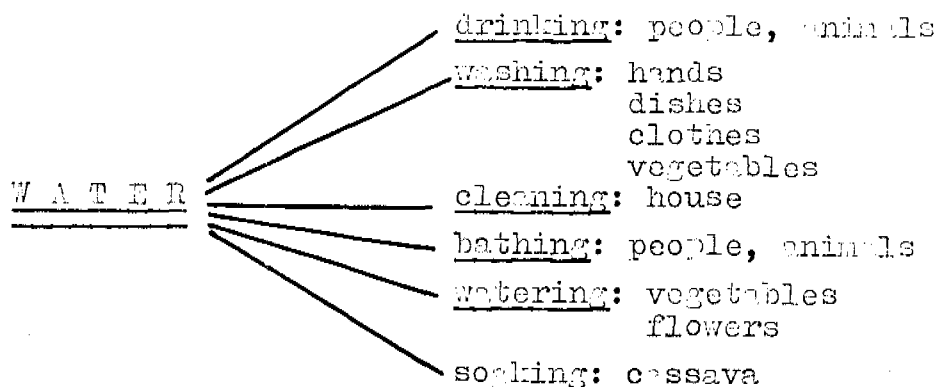 drinking: people, animals
washing: hands
dishes
clothes
vegetables
W A T E R
cleaning: house
bathing: people, animals
watering: vegetables
flowers
soaking: cassava